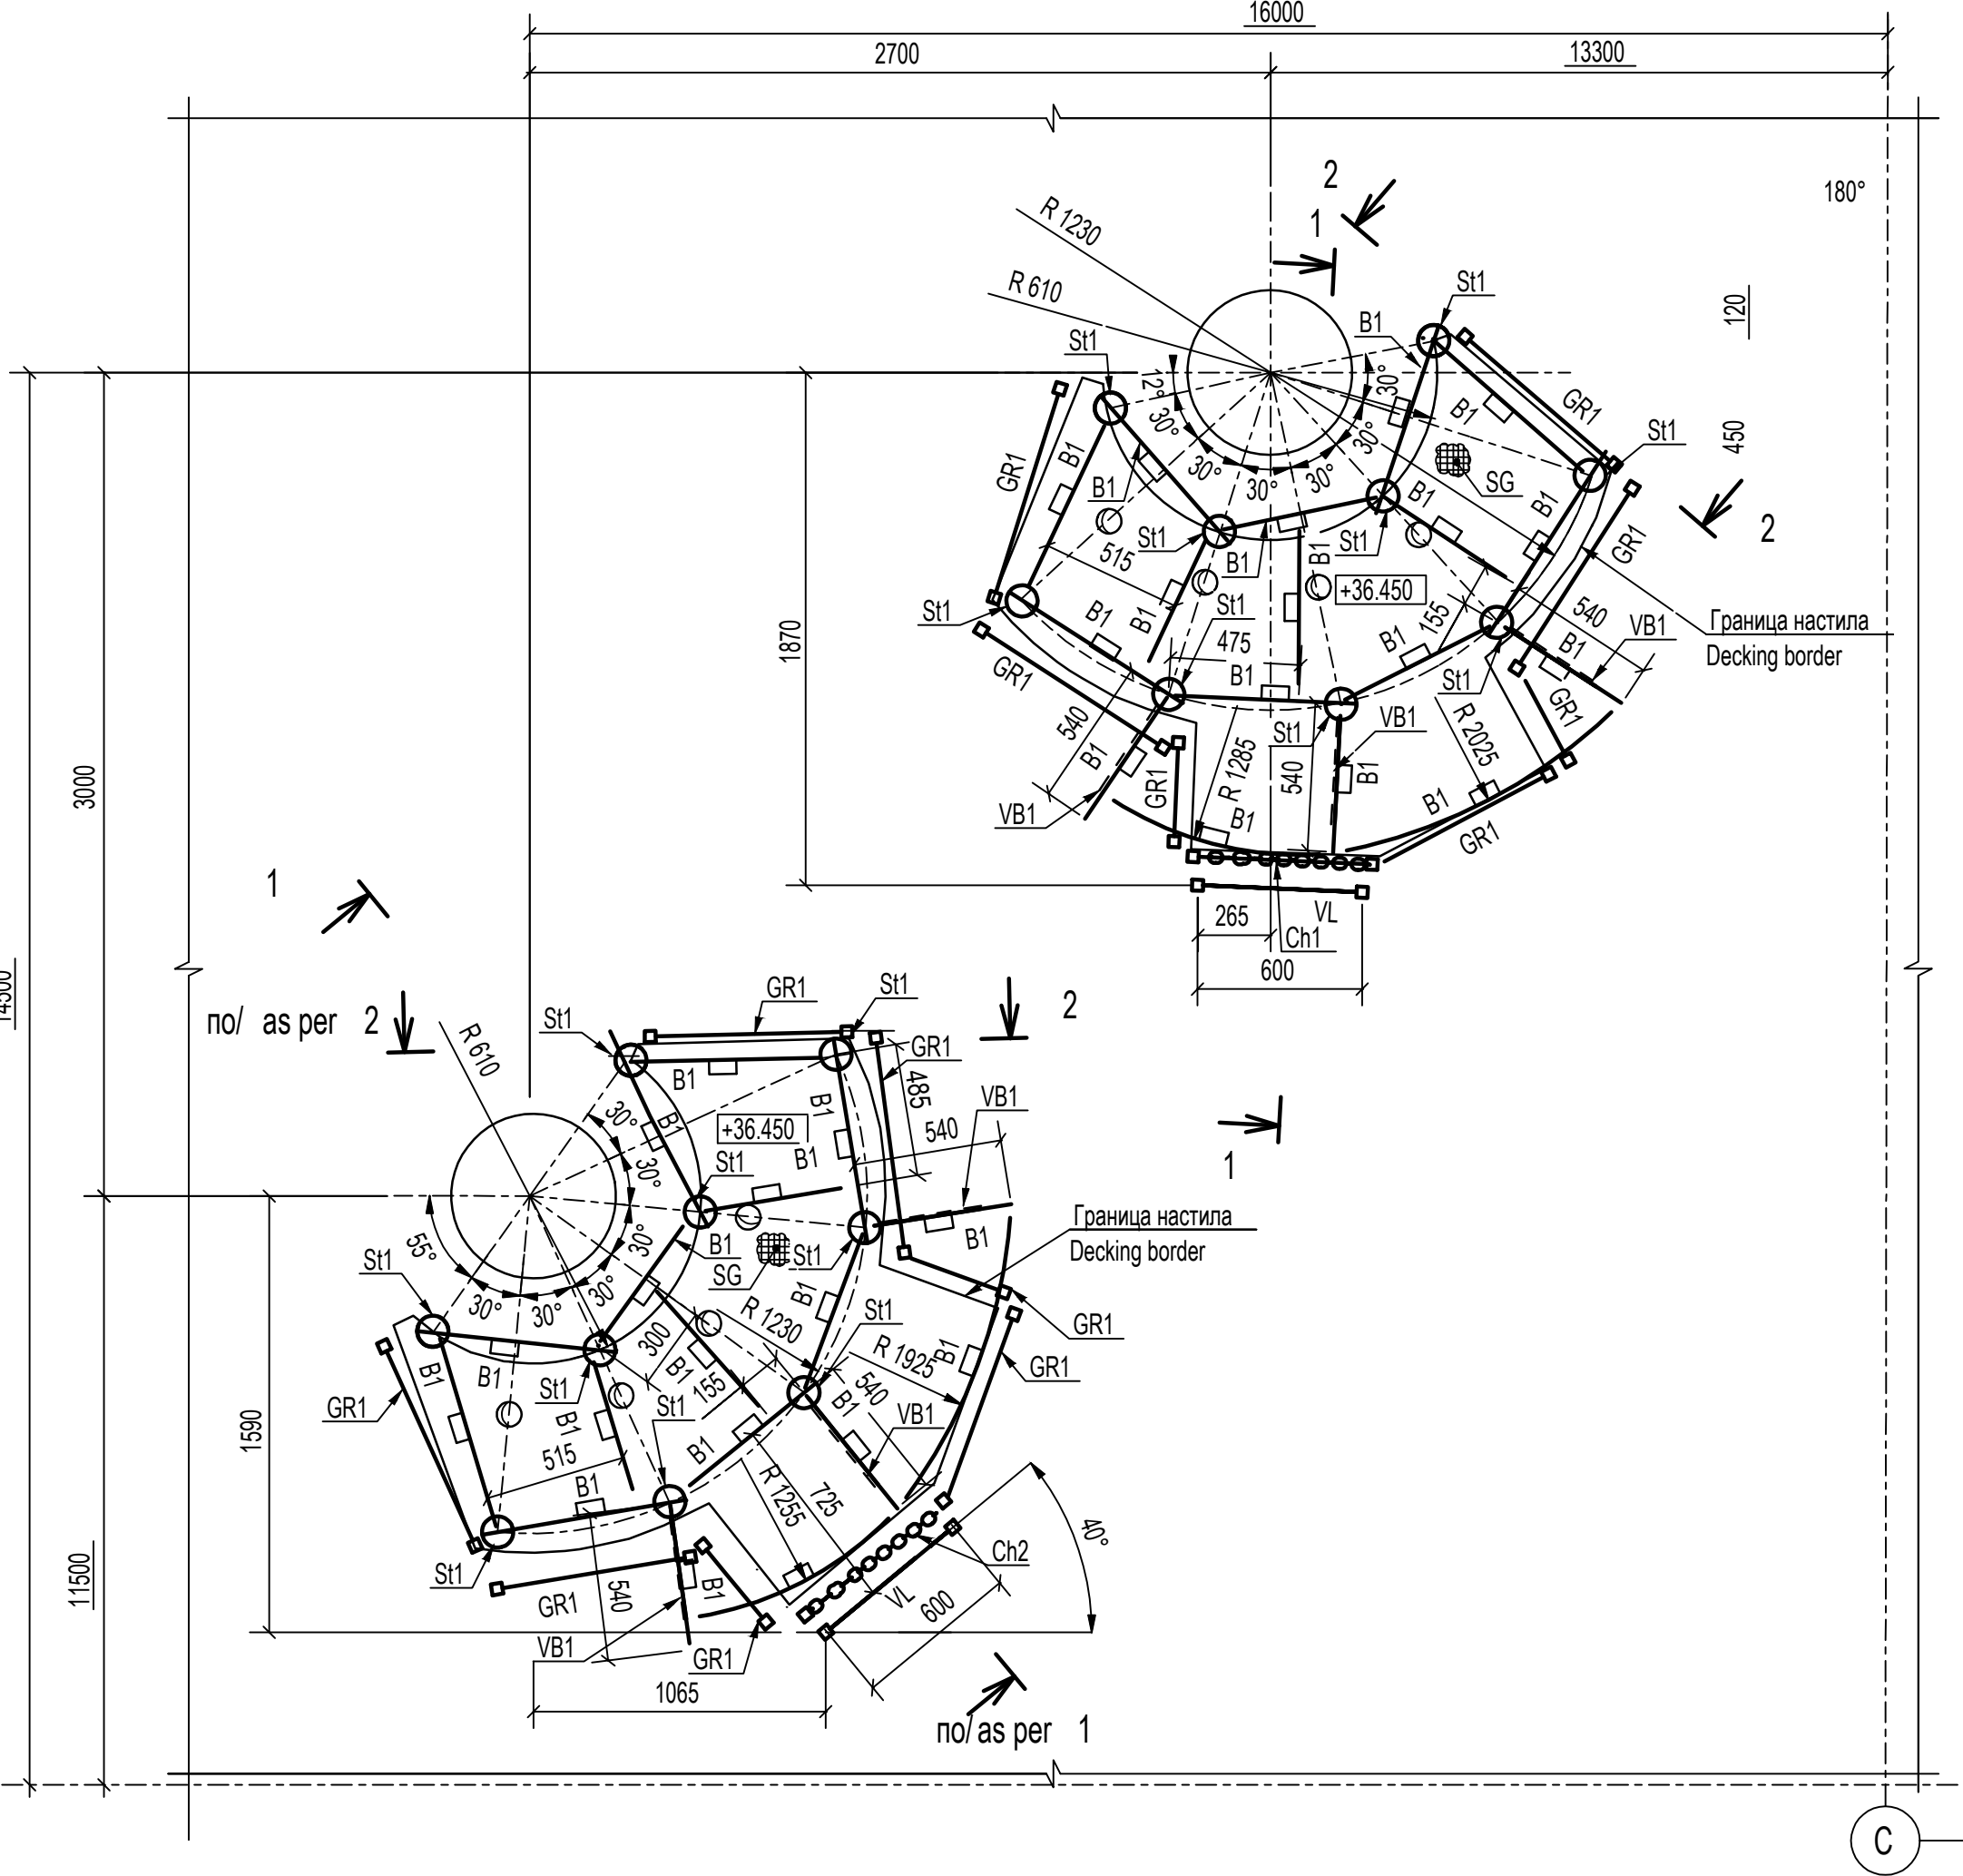 16000
2700
13300
180°
2
1
R 1230
R 610
St1
B1
120
St1
12°
30°
30°
30°
30°
30°
30°
B1
GR1
450
St1
GR1
B1
B1
SG
B1
B1
GR1
2
St1
515
B1
B1
St1
+36.450
155
540
Граница настила
Decking border
VB1
B1
St1
B1
B1
St1
475
B1
B1
St1
GR1
GR1
1870
540
B1
VB1
GR1
R 1285
540
B1
St1
VB1
B1
R 2025
B1
GR1
3000
265
VL
Ch1
600
1
14500
по/ as per 2
R 610
St1
GR1
St1
2
GR1
485
B1
B1
VB1
540
+36.450
B1
B1
30°
30°
30°
30°
30°
30°
55°
St1
1
Граница настила
Decking border
B1
St1
B1
SG
St1
B1
St1
R 1230
R 1925
B1
GR1
GR1
300
B1
155
540
B1
VB1
St1
B1
B1
GR1
St1
B1
515
B1
B1
1590
R 1255
725
40°
Ch2
VL
600
St1
GR1
540
B1
VB1
GR1
11500
1065
по/ as per 1
C